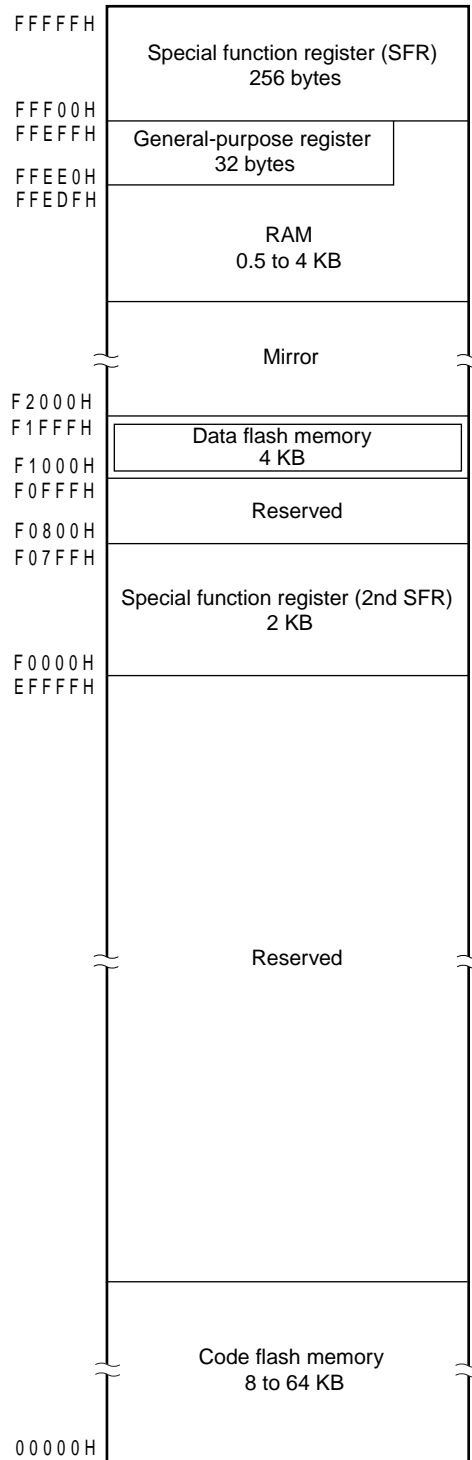 FFFFFH
Special function register (SFR)
256 bytes
FFF00H
FFEFFH
General-purpose register
32 bytes
FFEE0H
FFEDFH
RAM
0.5 to 4 KB
Mirror
F2000H
F1FFFH
Data flash memory
4 KB
F1000H
F0FFFH
Reserved
F0800H
F07FFH
Special function register (2nd SFR)
2 KB
F0000H
EFFFFH
Reserved
Code flash memory
8 to 64 KB
00000H